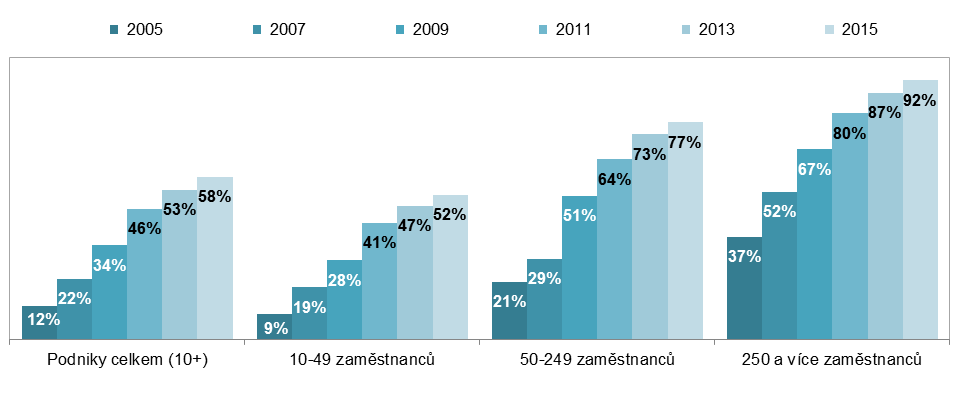 2005 2007 2009 2011 2013 2015
12% 22% 34% 46% 53% 58%
9% 19% 28% 41% 47% 52%
21% 29% 51% 64% 73% 77%
37% 52% 67% 80% 87% 92%
Podniky celkem (10+) 10-49 zaměstnanců 50-249 zaměstnanců 250 a více zaměstnanců